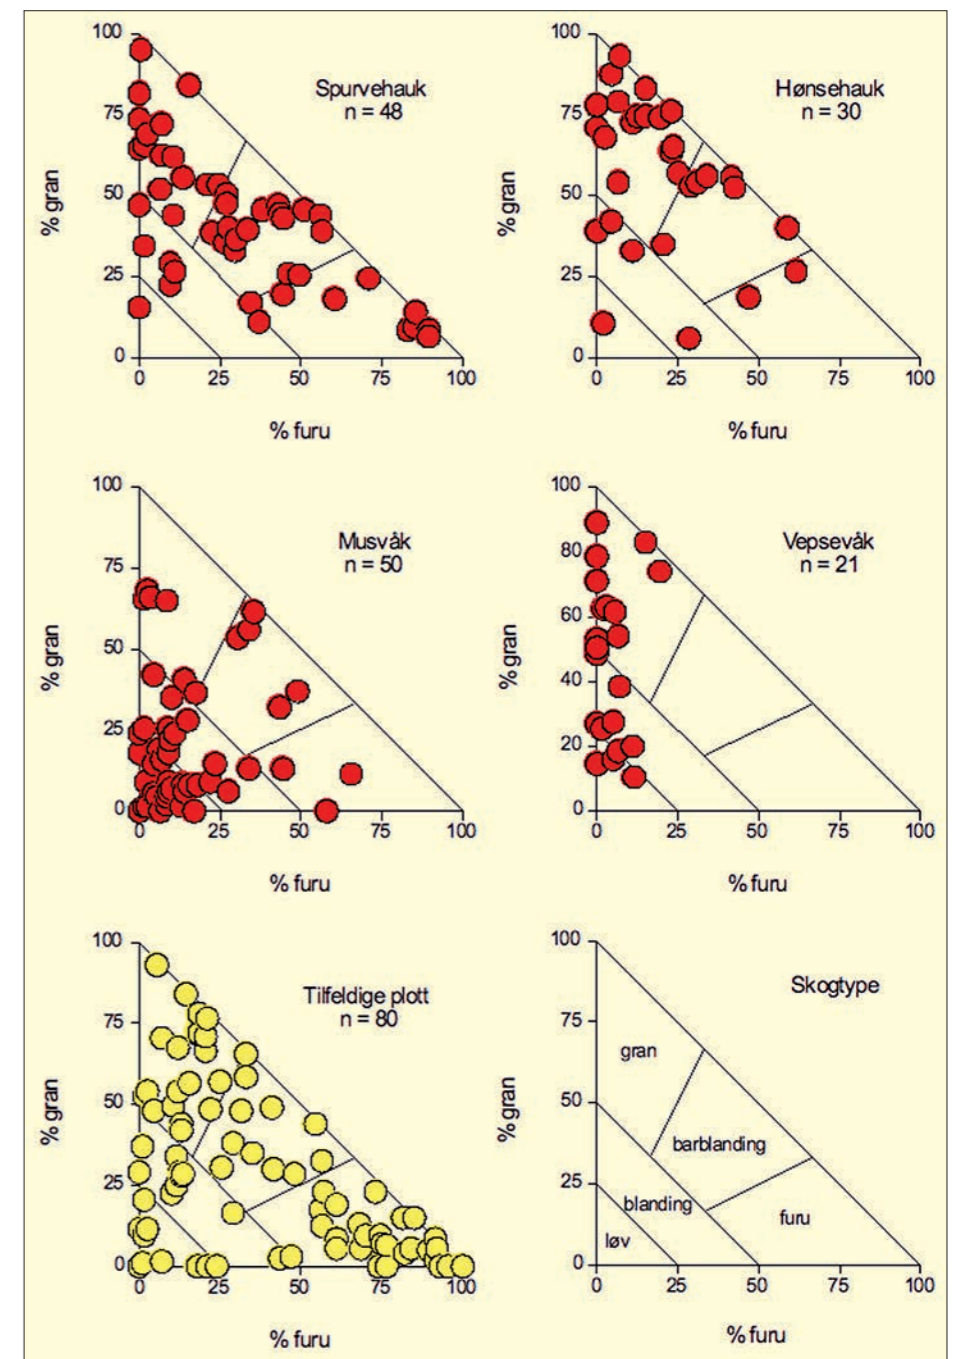 Spurvehauk
n = 48
% gran
100
75
50
25
0
0 25 50 75 100
% furu
Hønsehauk
n = 30
% gran
100
75
50
25
0
0 25 50 75 100
% furu
Musvåk
n = 50
% gran
100
75
50
25
0
0 25 50 75 100
% furu
Vepsevåk
n = 21
% gran
100
80
60
40
20
0
0 25 50 75 100
% furu
Tilfeldige plott
n = 80
% gran
100
75
50
25
0
0 25 50 75 100
% furu
Skogtype
% gran
100
75
50
25
0
gran
barblanding
blanding
furu
løv
0 25 50 75 100
% furu